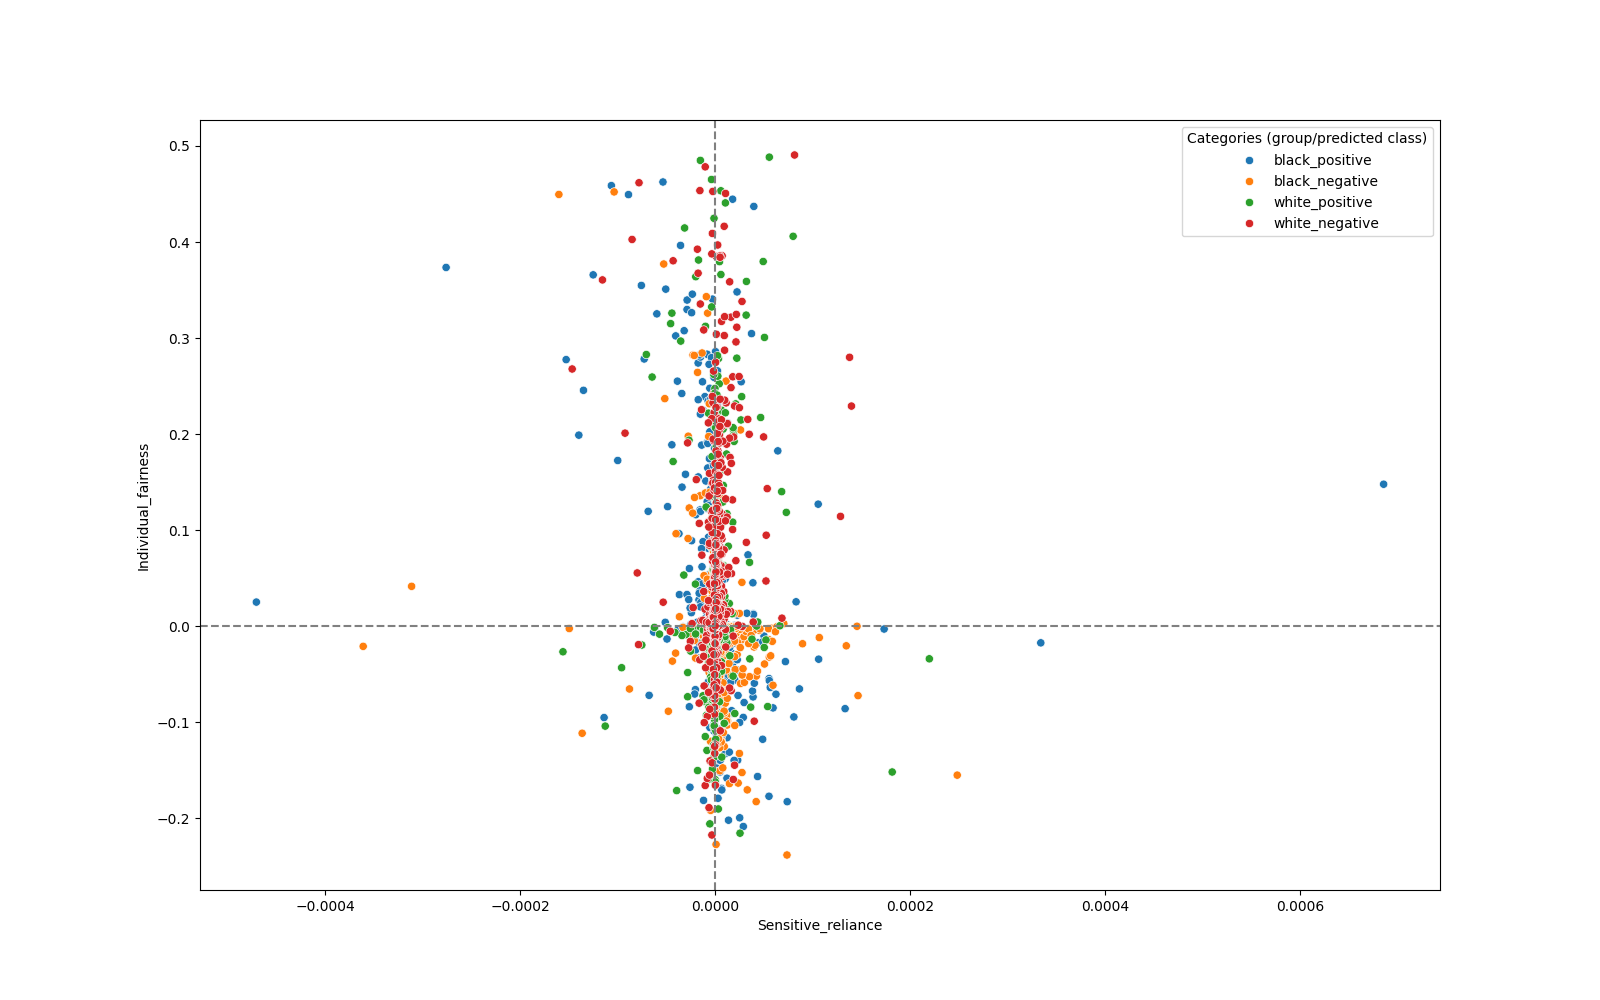 Categories (group/predicted class)
black_positive
black_negative
white_positive
white_negative
0.5
0.4
0.3
0.2
0.1
0.0
−0.1
−0.2
Individual_fairness
−0.0004
−0.0002
0.0000
0.0002
0.0004
0.0006
Sensitive_reliance